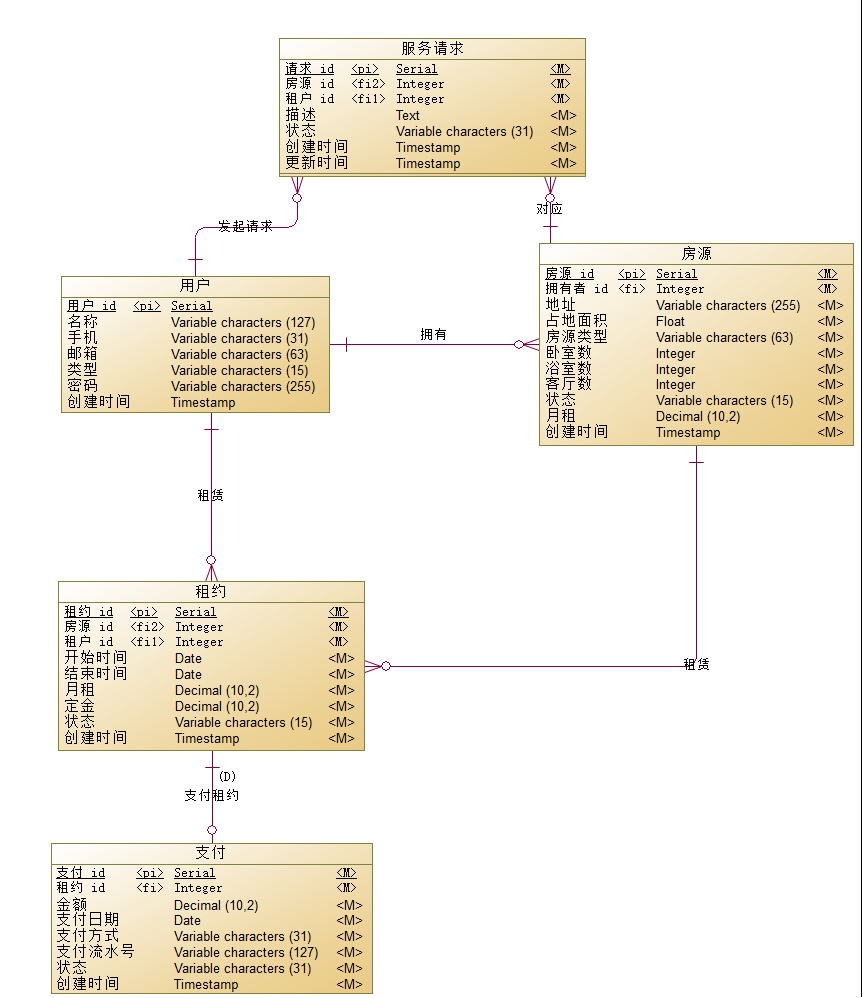 服务请求
请求 id <pi> Serial <M>
房源 id <fi2> Integer <M>
租户 id <fi1> Integer <M>
描述 Text <M>
状态 Variable characters (31) <M>
创建时间 Timestamp <M>
更新时间 Timestamp <M>
对应
发起请求
房源
房源 id <pi> Serial <M>
拥有者 id <fi> Integer <M>
地址 Variable characters (255) <M>
占地面积 Float <M>
房源类型 Variable characters (63) <M>
卧室数 Integer <M>
浴室数 Integer <M>
客厅数 Integer <M>
状态 Variable characters (15) <M>
月租 Decimal (10,2) <M>
创建时间 Timestamp <M>
用户
用户 id <pi> Serial
名称 Variable characters (127)
手机 Variable characters (31)
邮箱 Variable characters (63)
类型 Variable characters (15)
密码 Variable characters (255)
创建时间 Timestamp
拥有
租赁
租约
租约 id <pi> Serial <M>
房源 id <fi2> Integer <M>
租户 id <fi1> Integer <M>
开始时间 Date <M>
结束时间 Date <M>
月租 Decimal (10,2) <M>
定金 Decimal (10,2) <M>
状态 Variable characters (15) <M>
创建时间 Timestamp <M>
租赁
(D)
支付租约
支付
支付 id <pi> Serial <M>
租约 id <fi> Integer <M>
金额 Decimal (10,2) <M>
支付日期 Date <M>
支付方式 Variable characters (31) <M>
支付流水号 Variable characters (127) <M>
状态 Variable characters (31) <M>
创建时间 Timestamp <M>